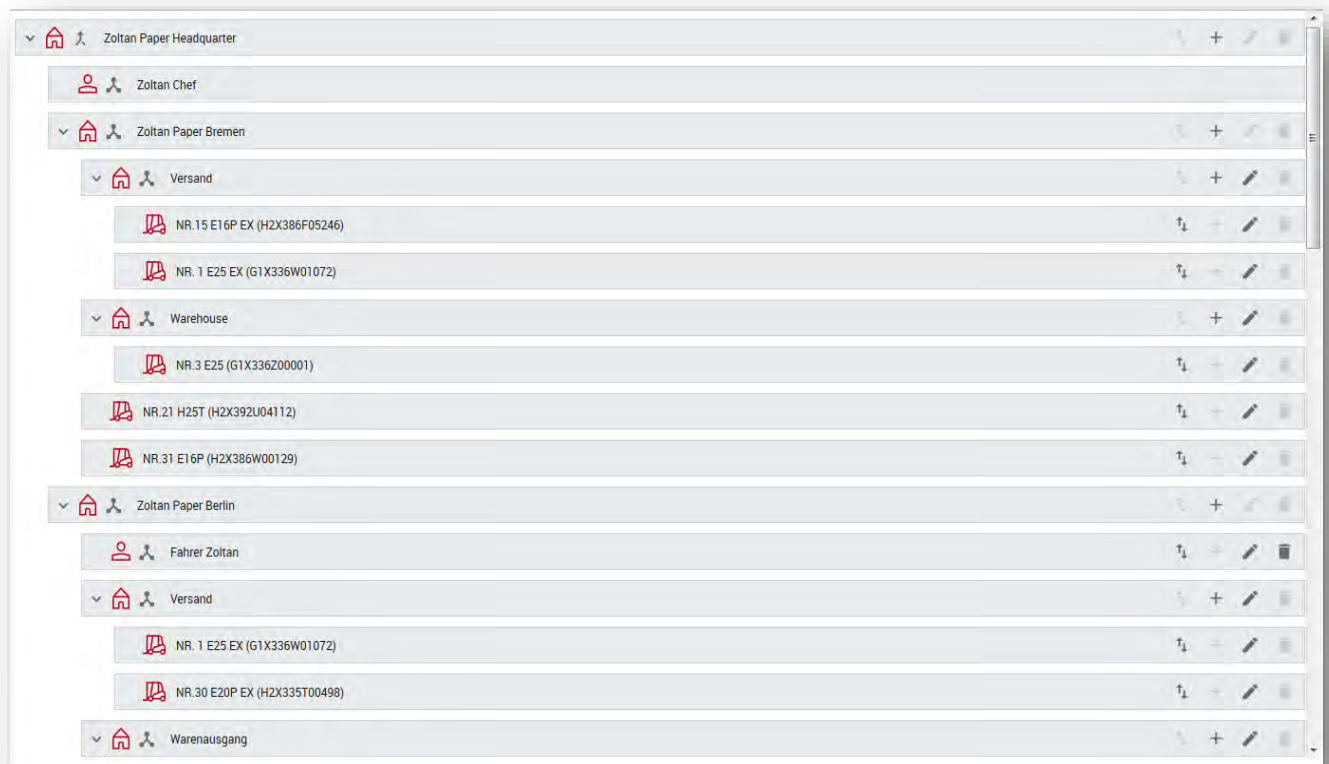 Zoltan Paper Headquarter
Zoltan Chef
Zoltan Paper Bremen
Versand
NR.15 E16P EX (H2X386F05246)
NR. 1 E25 EX (G1X336W01072)
Warehouse
NR.3 E25 (G1X336Z00001)
NR.21 H25T (H2X392U04112)
NR.31 E16P (H2X386W00129)
Zoltan Paper Berlin
Fahrer Zoltan
Versand
NR. 1 E25 EX (G1X336W01072)
NR.30 E20P EX (H2X335T00498)
Warenausgang